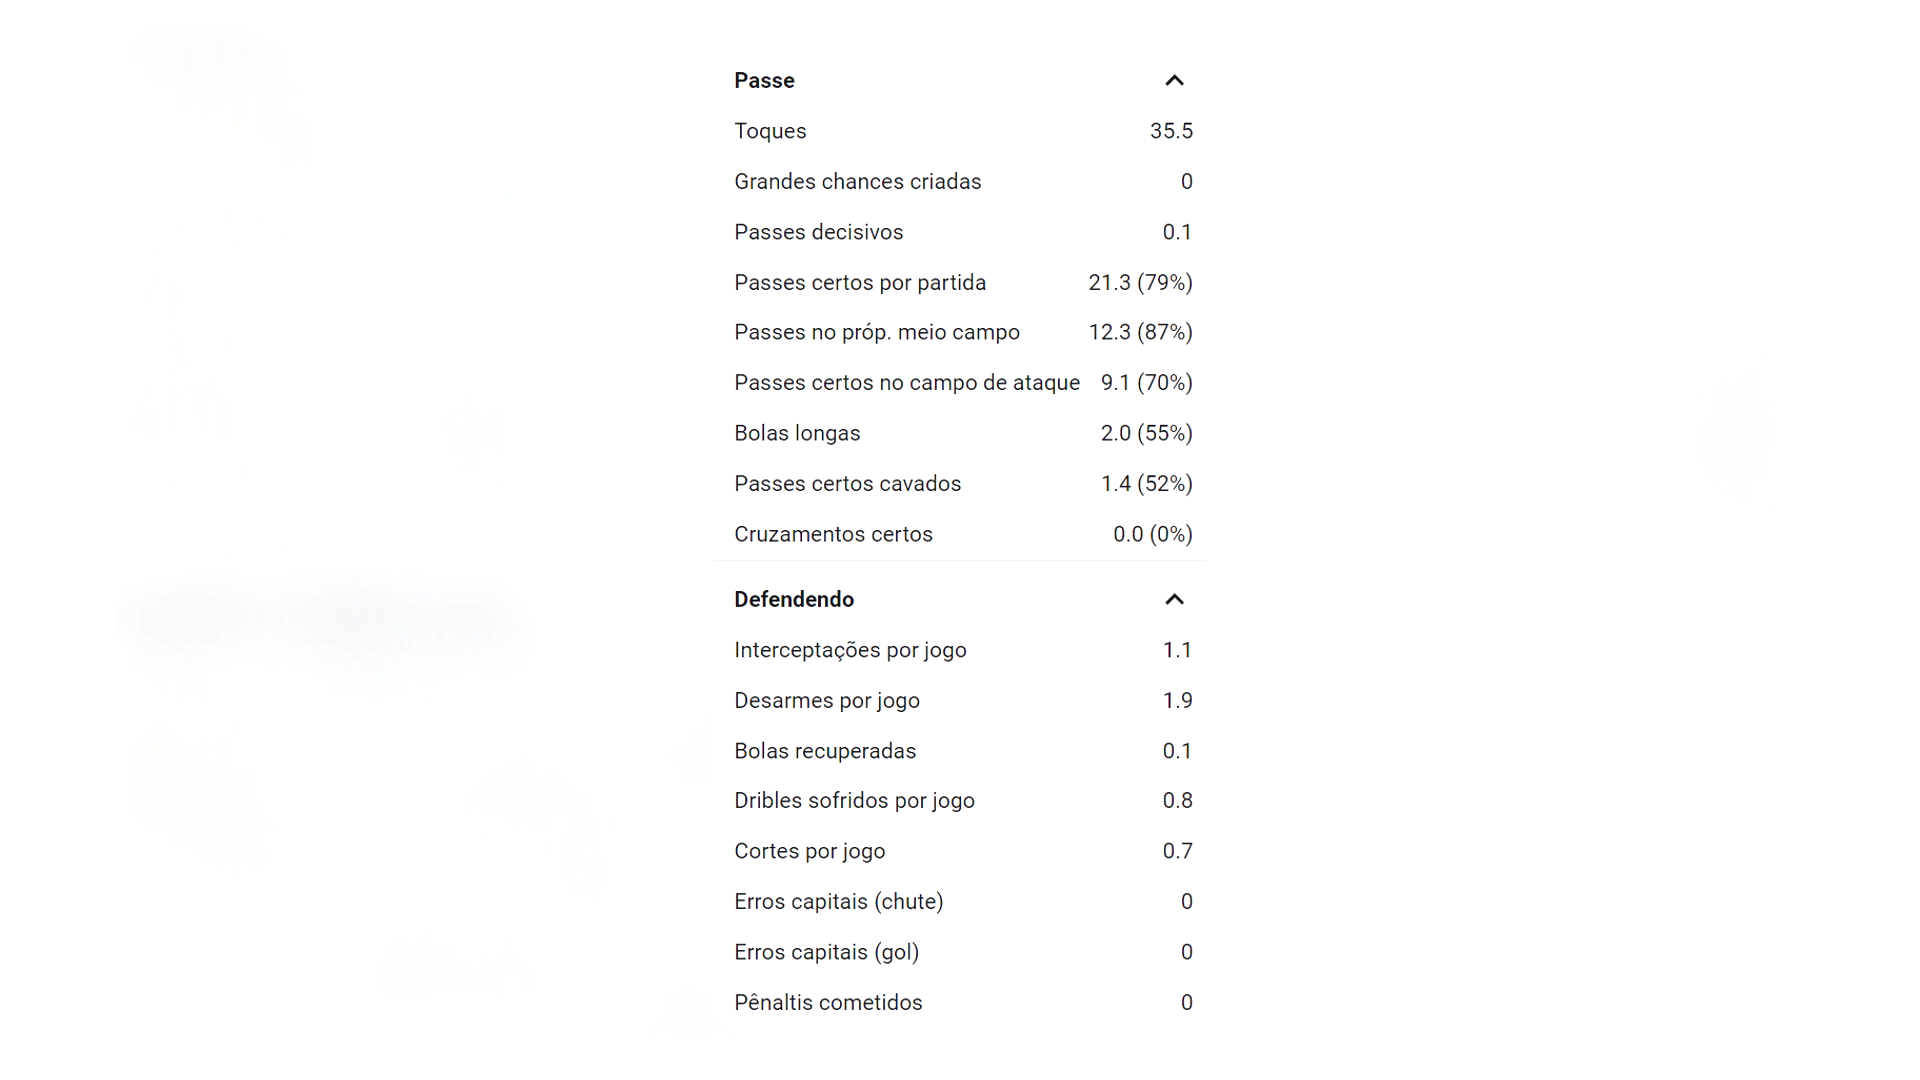 Passe
Toques 35.5
Grandes chances criadas 0
Passes decisivos 0.1
Passes certos por partida 21.3 (79%)
Passes no próp. meio campo 12.3 (87%)
Passes certos no campo de ataque 9.1 (70%)
Bolas longas 2.0 (55%)
Passes certos cavados 1.4 (52%)
Cruzamentos certos 0.0 (0%)
Defendendo
Interceptações por jogo 1.1
Desarmes por jogo 1.9
Bolas recuperadas 0.1
Dribles sofridos por jogo 0.8
Cortes por jogo 0.7
Erros capitais (chute) 0
Erros capitais (gol) 0
Pênaltis cometidos 0